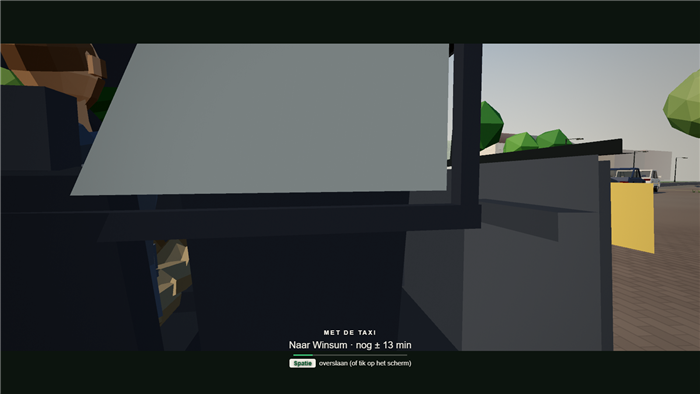 MET DE TAXI
Naar Winsum · nog ± 13 min
Spatie overslaan (of tik op het scherm)